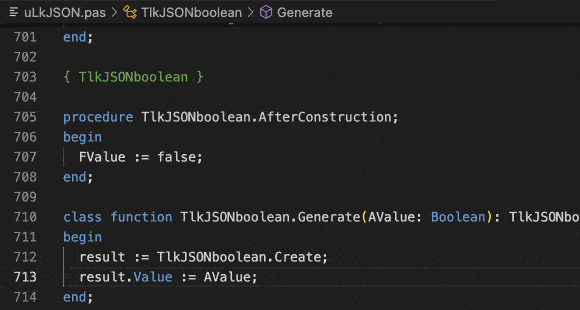 uLkJSON.pas > TlkJSONboolean > Generate
701 end;
702
703 { TlkJSONboolean }
704
705 procedure TlkJSONboolean.AfterConstruction;
706 begin
707 FValue := false;
708 end;
709
710 class function TlkJSONboolean.Generate(AValue: Boolean): TlkJSONbo
711 begin
712 result := TlkJSONboolean.Create;
713 result.Value := AValue;
714 end;